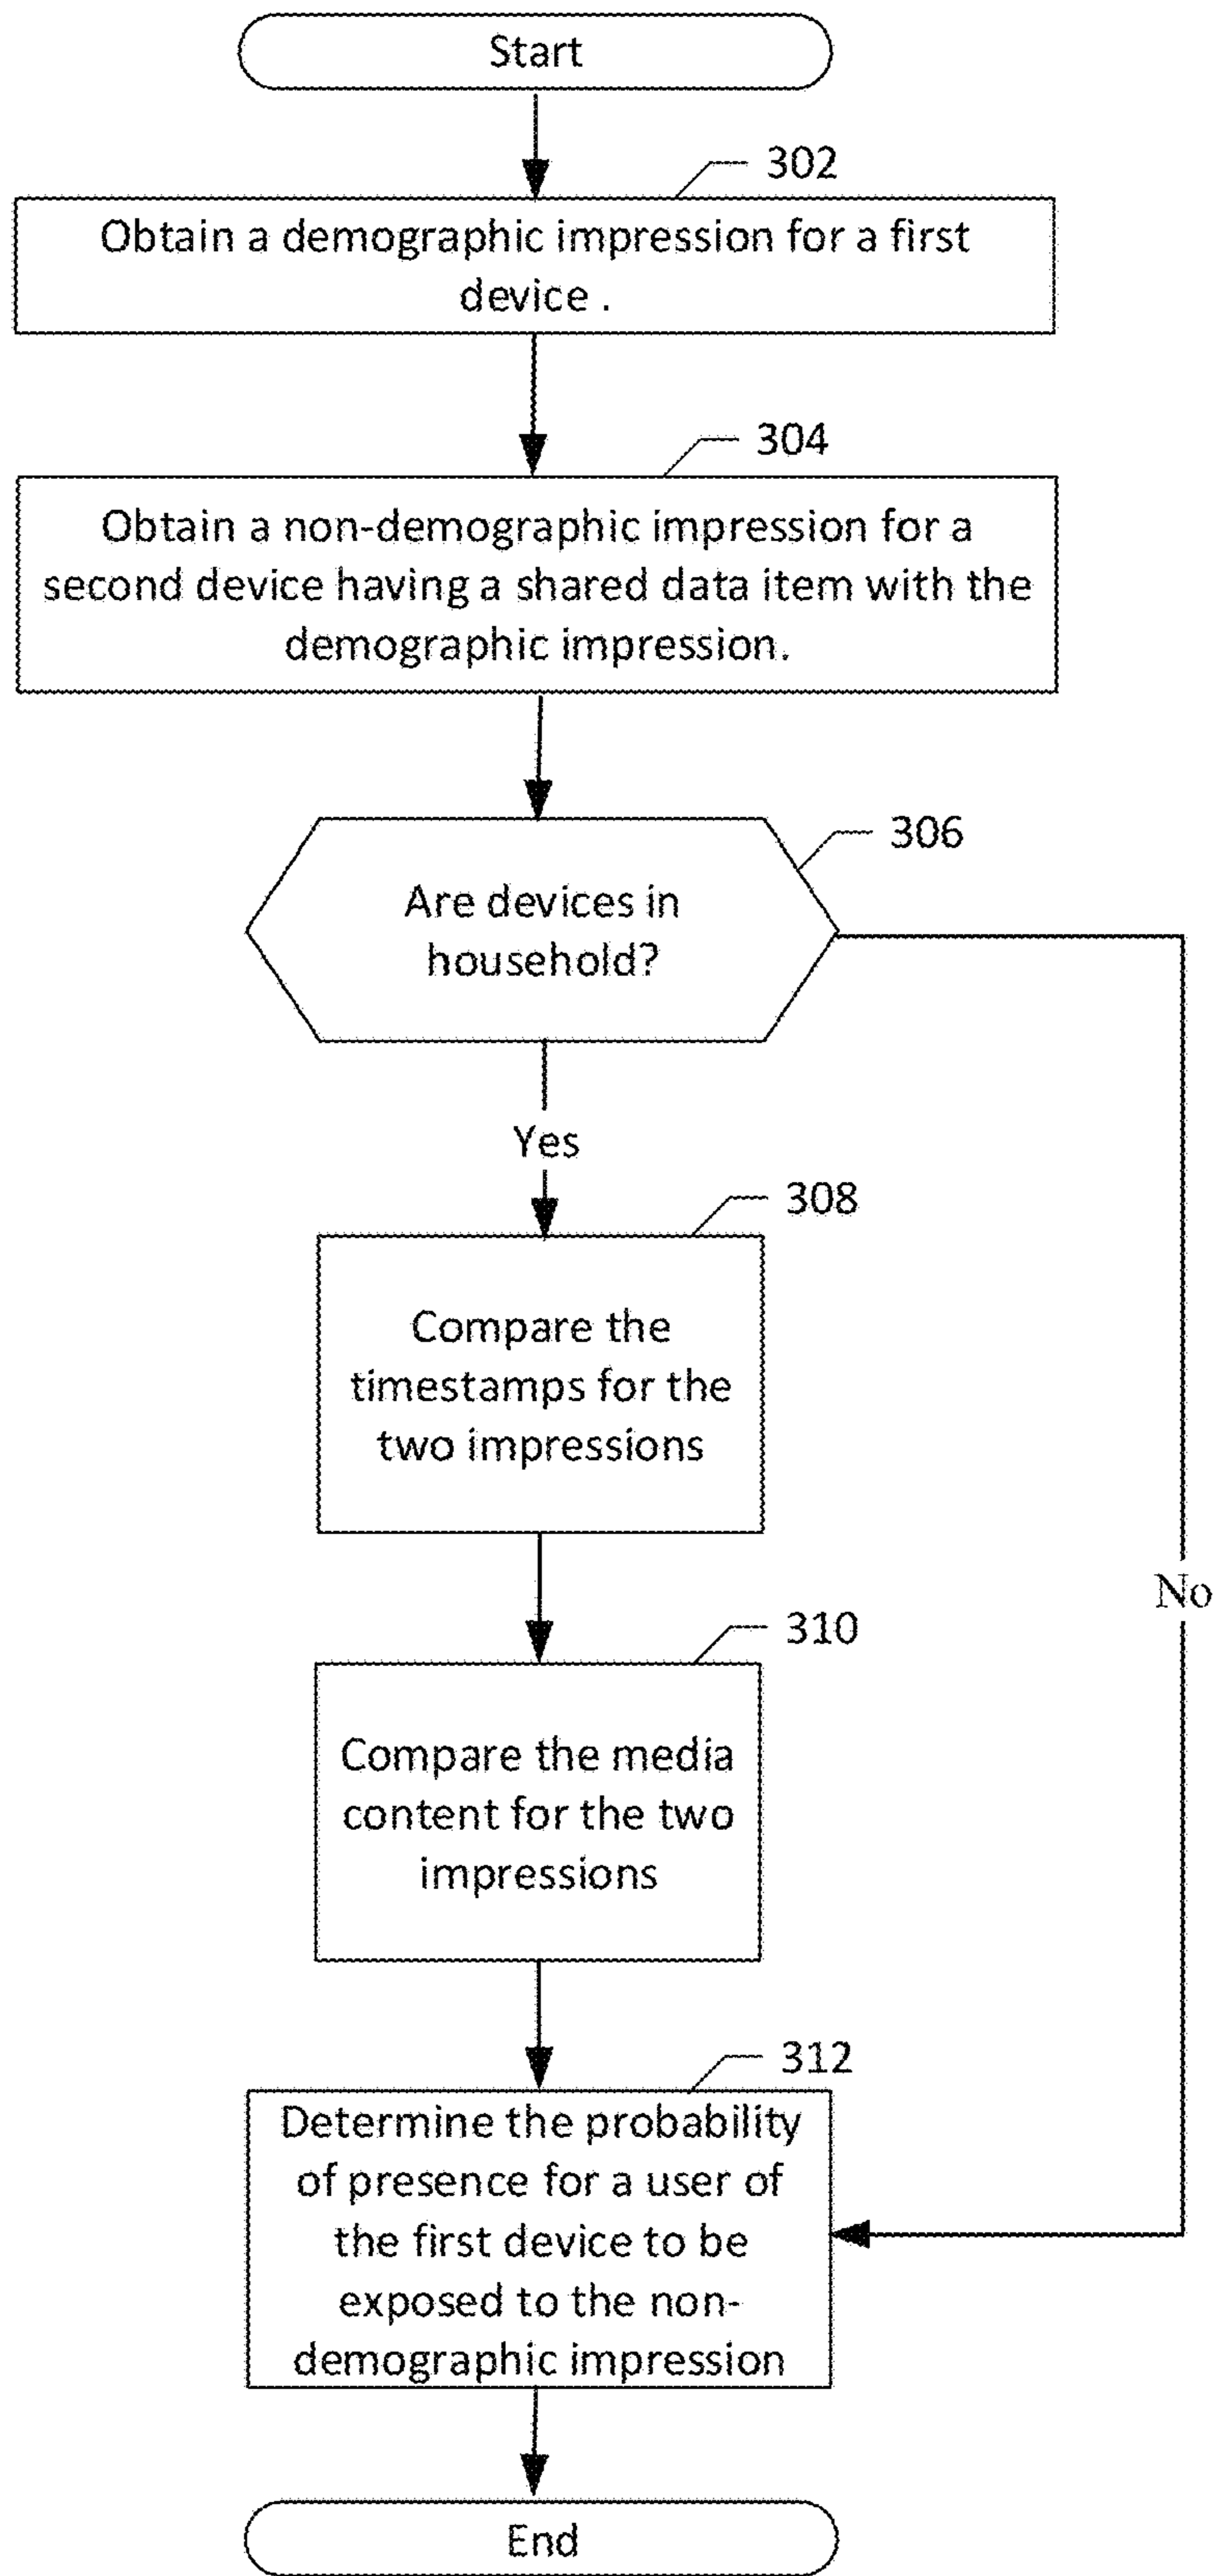 Start
302
Obtain a demographic impression for a first
device .
304
Obtain a non-demographic impression for a
second device having a shared data item with the
demographic impression.
306
Are devices in
household?
Yes
308
Compare the
timestamps for the
two impressions
No
310
Compare the media
content for the two
impressions
312
Determine the probability
of presence for a user of
the first device to be
exposed to the non-
demographic impression
End